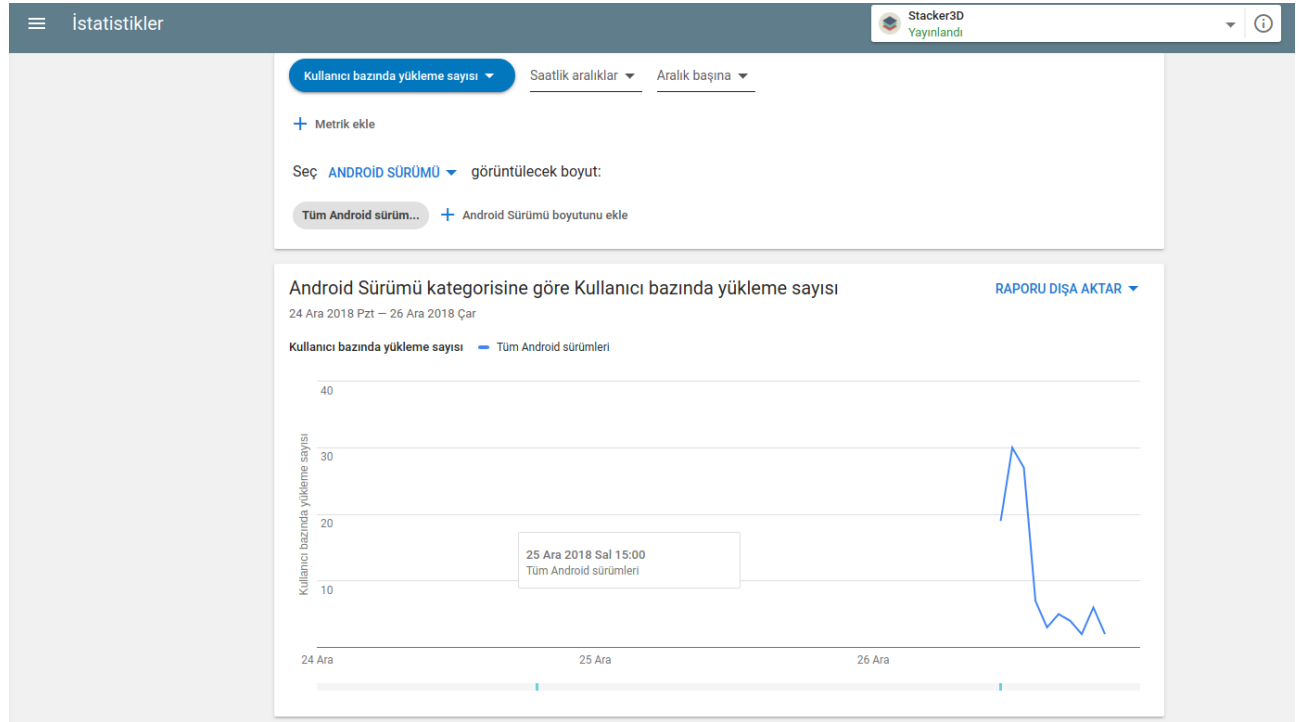 İstatistikler
Stacker3D
Yayınlandı
Kullanıcı bazında yükleme sayısı
Saatlik aralıklar
Aralık başına
Metrik ekle
Seç ANDROİD SÜRÜMÜ görüntülecek boyut:
Tüm Android sürüm...
Android Sürümü boyutunu ekle
Android Sürümü kategorisine göre Kullanıcı bazında yükleme sayısı
RAPORU DIŞA AKTAR
24 Ara 2018 Pzt — 26 Ara 2018 Çar
Kullanıcı bazında yükleme sayısı
Tüm Android sürümleri
Kullanıcı bazında yükleme sayısı
40
30
20
10
25 Ara 2018 Sal 15:00
Tüm Android sürümleri
24 Ara
25 Ara
26 Ara